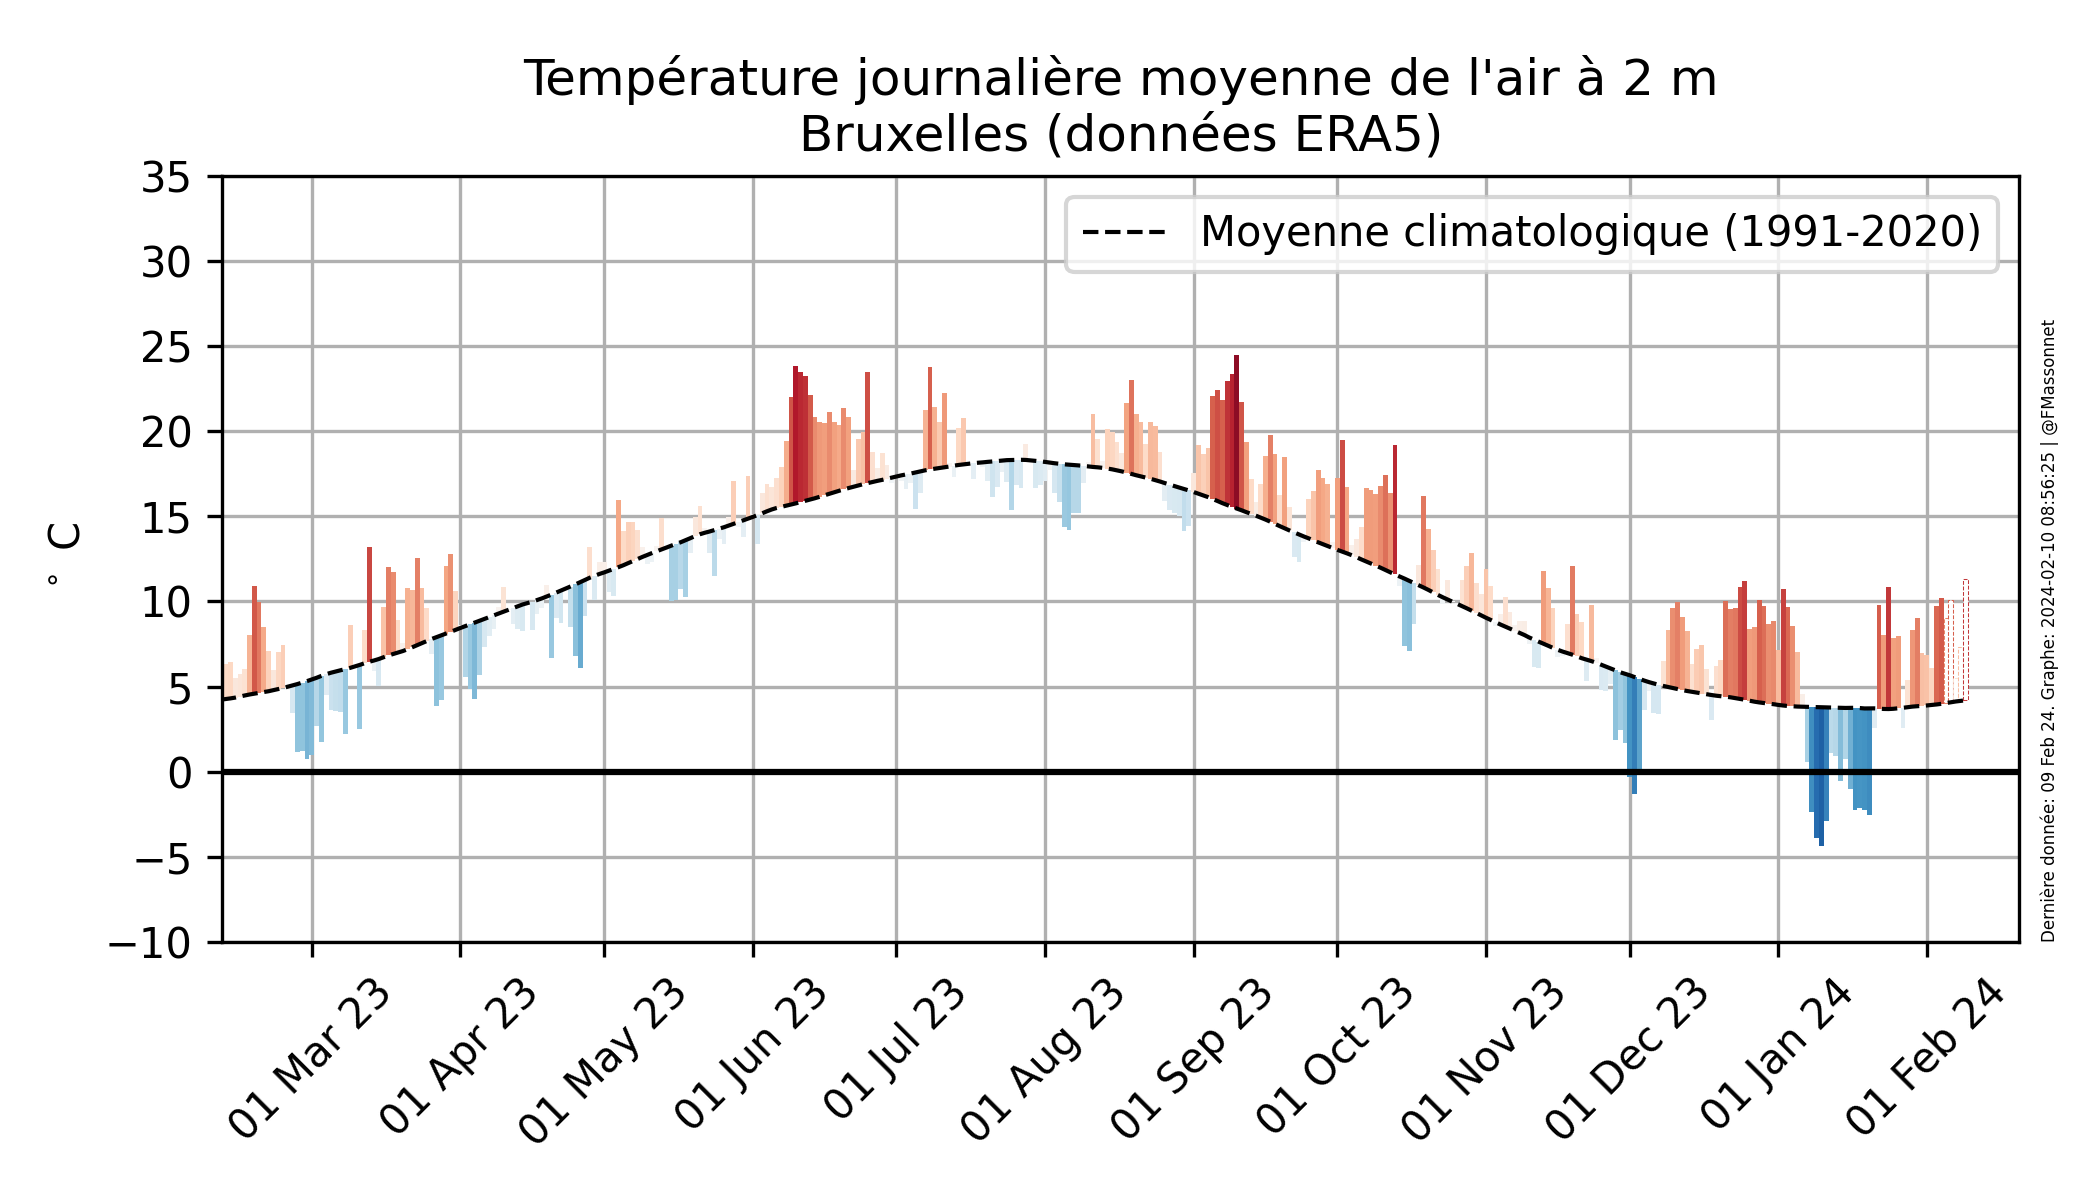 Température journalière moyenne de l'air à 2 m
Bruxelles (données ERA5)
Moyenne climatologique (1991-2020)
35
30
25
20
15
10
5
0
−5
−10
° C
01 Mar 23
01 Apr 23
01 May 23
01 Jun 23
01 Jul 23
01 Aug 23
01 Sep 23
01 Oct 23
01 Nov 23
01 Dec 23
01 Jan 24
01 Feb 24
Dernière donnée: 09 Feb 24. Graphe: 2024-02-10 08:56:25 | @FMassonnet